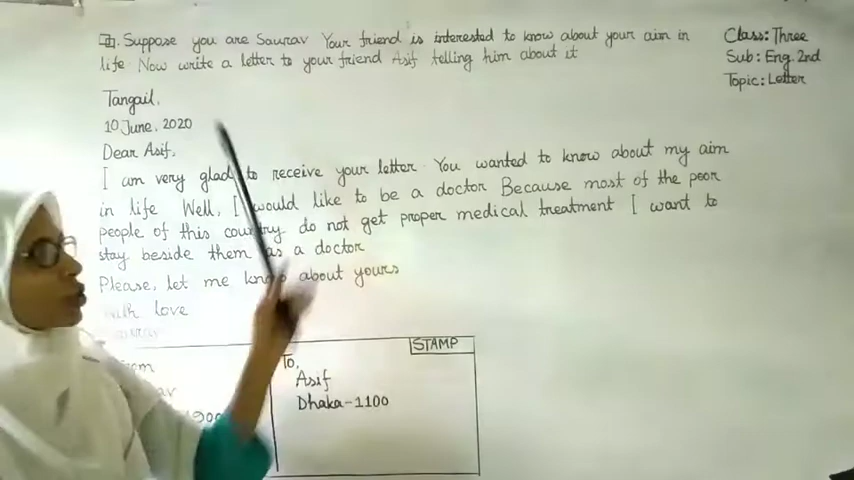 Suppose you are Saurav Your friend is interested to know about your aim in
life Now write a letter to your friend Asif telling him about it
Class: Three
Sub: Eng. 2nd
Topic: Letter
Tangail,
10 June, 2020
Dear Asif,
I am very glad to receive your letter You wanted to know about my aim
in life Well, I would like to be a doctor Because most of the poor
people of this country do not get proper medical treatment I want to
stay beside them as a doctor
Please, let me know about yours
With love
STAMP
To,
Asif
Dhaka-1100